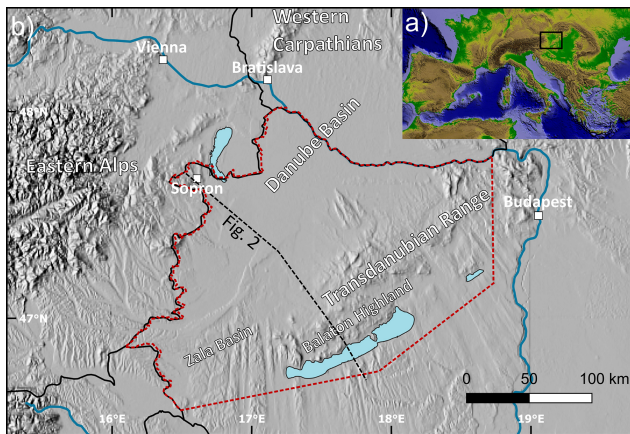 b)
a)
Western
Carpathians
Vienna
Bratislava
48°N
Danube Basin
Eastern Alps
Sopron
Fig. 2
Budapest
Transdanubian Range
Balaton Highland
47°N
Zala Basin
0 50 100 km
16°E 17°E 18°E 19°E